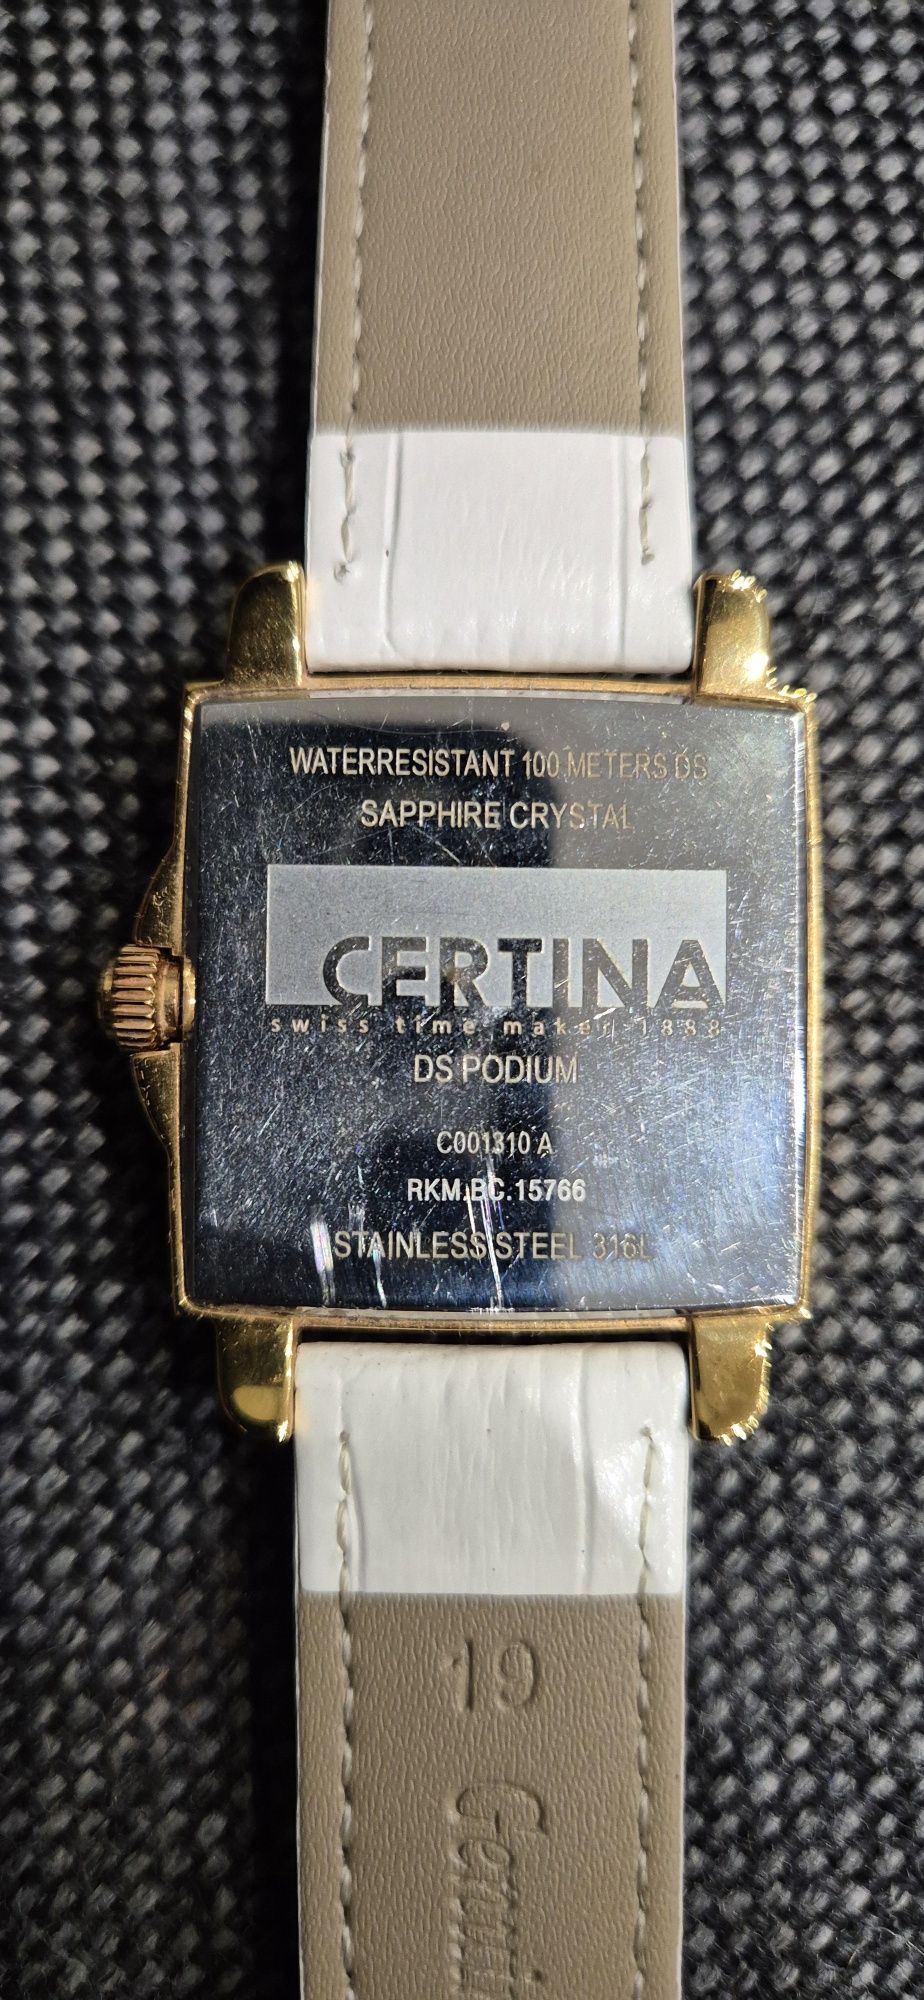 WATERRESISTANT 100 METERS DS
SAPPHIRE CRYSTAL
CERTINA
swiss time maker 1888
DS PODIUM
C001310 A
RKM.BC.15766
STAINLESS STEEL 316L
19